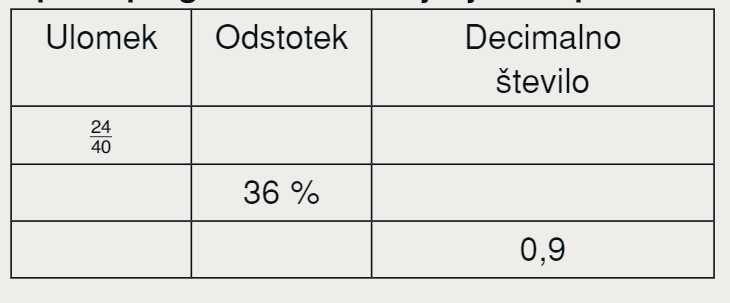 Ulomek Odstotek Decimalno
število
24
40
36 %
0,9